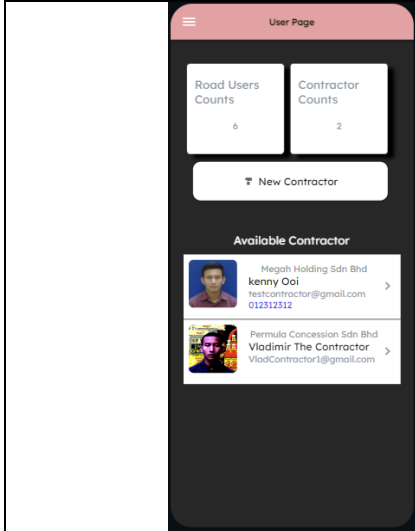 User Page
Road Users
Counts
6
Contractor
Counts
2
New Contractor
Available Contractor
Megah Holding Sdn Bhd
kenny Ooi
testcontractor@gmail.com
012312312
Permula Concession Sdn Bhd
Vladimir The Contractor
VladContractor1@gmail.com